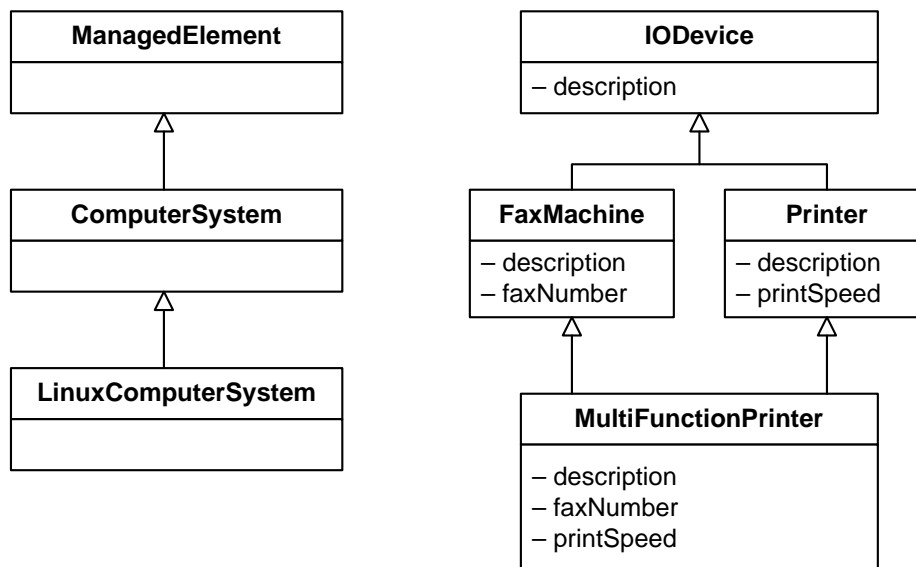 ManagedElement
ComputerSystem
LinuxComputerSystem
IODevice
– description
FaxMachine
– description
– faxNumber
Printer
– description
– printSpeed
MultiFunctionPrinter
– description
– faxNumber
– printSpeed